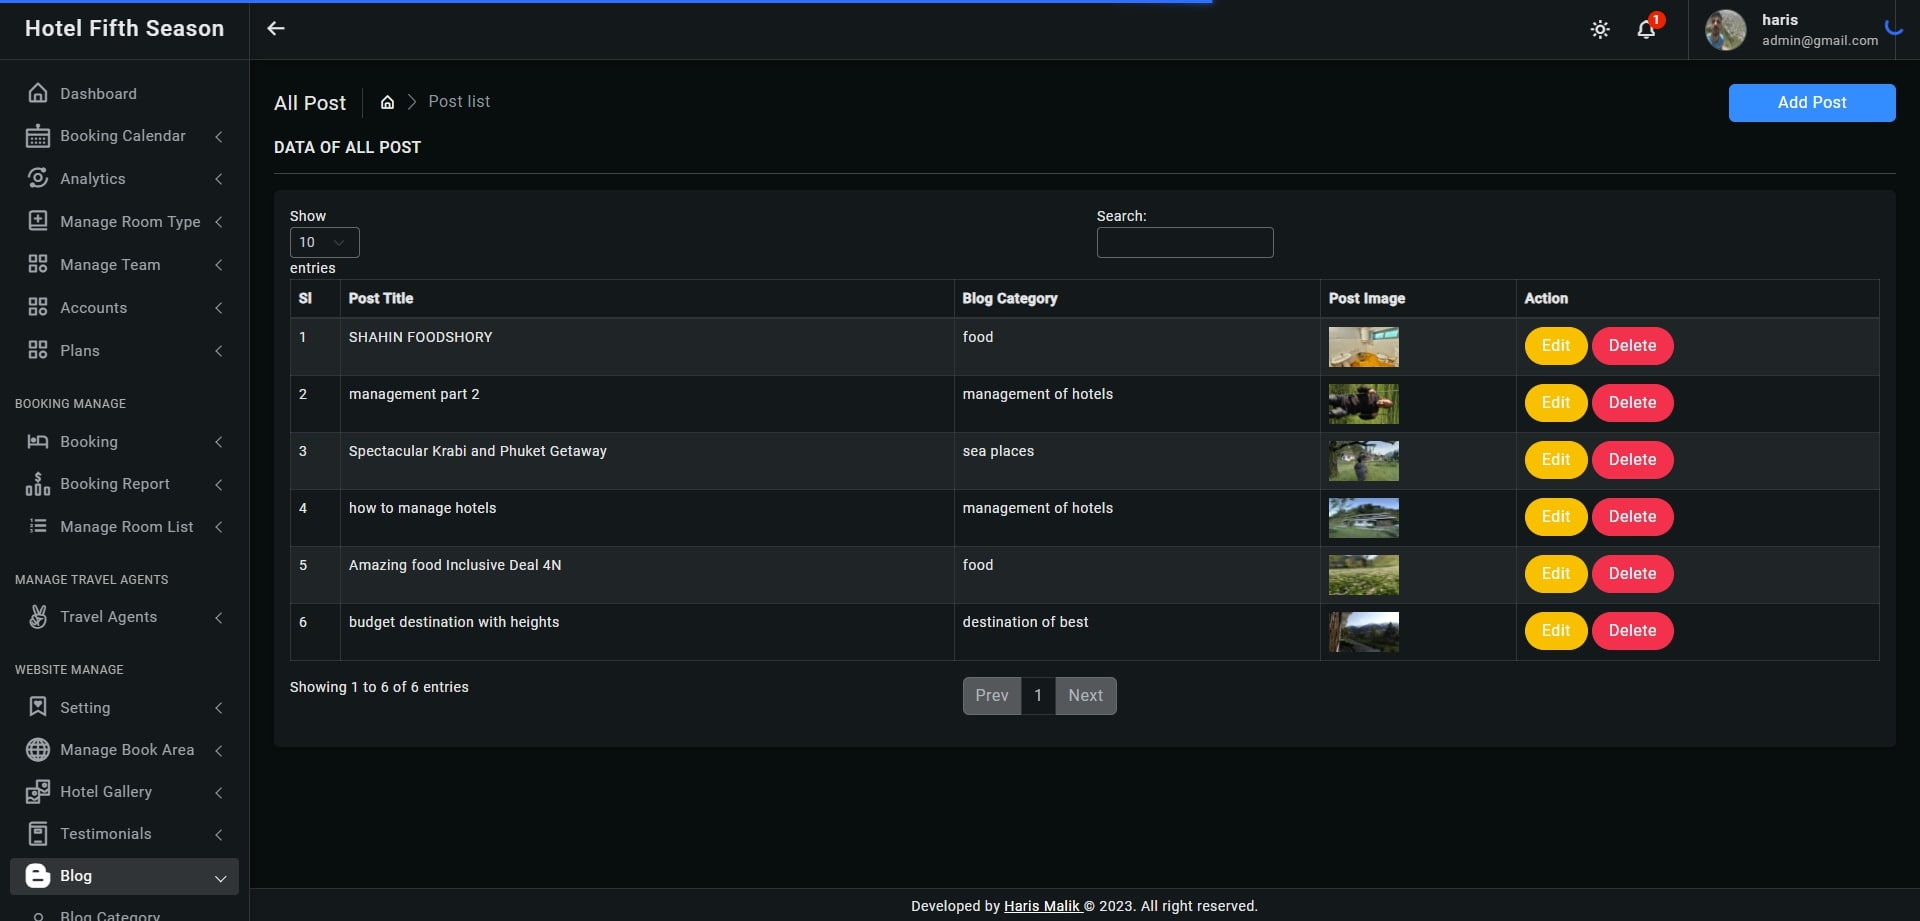 Hotel Fifth Season
1
haris
admin@gmail.com
Dashboard
Booking Calendar
Analytics
Manage Room Type
Manage Team
Accounts
Plans
BOOKING MANAGE
Booking
Booking Report
Manage Room List
MANAGE TRAVEL AGENTS
Travel Agents
WEBSITE MANAGE
Setting
Manage Book Area
Hotel Gallery
Testimonials
Blog
Blog Category
All Post
Post list
Add Post
DATA OF ALL POST
Show
10
entries
Search:
Sl Post Title Blog Category Post Image Action
1 SHAHIN FOODSHORY food Edit Delete
2 management part 2 management of hotels Edit Delete
3 Spectacular Krabi and Phuket Getaway sea places Edit Delete
4 how to manage hotels management of hotels Edit Delete
5 Amazing food Inclusive Deal 4N food Edit Delete
6 budget destination with heights destination of best Edit Delete
Showing 1 to 6 of 6 entries
Prev 1 Next
Developed by Haris Malik © 2023. All right reserved.